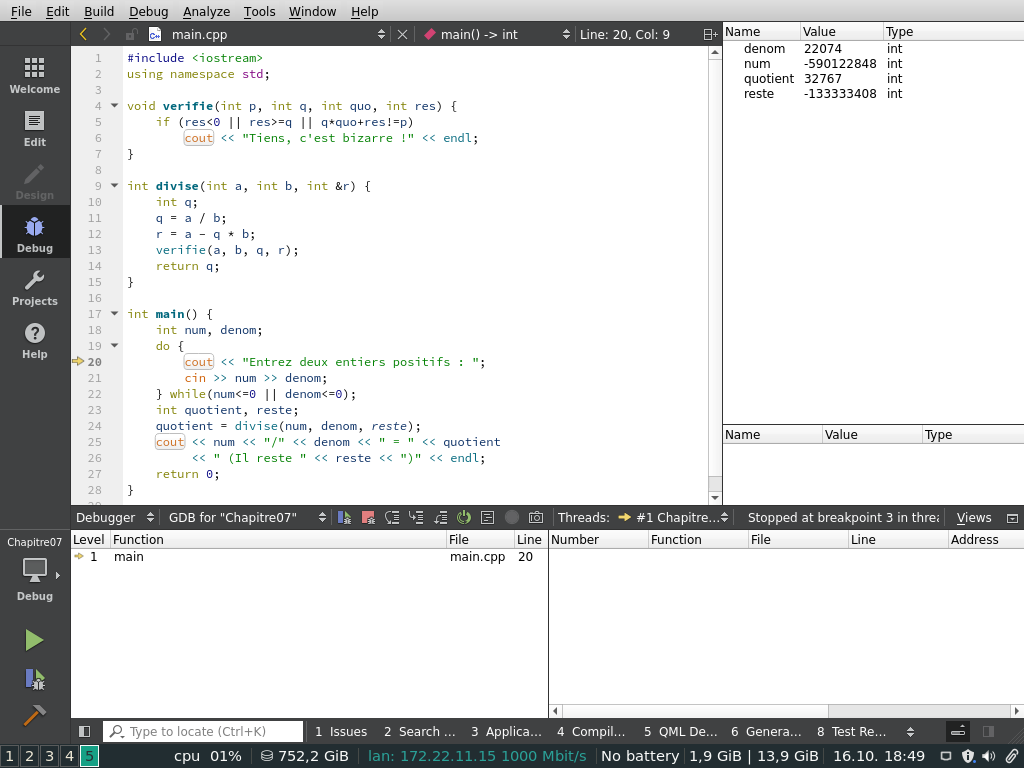 File Edit Build Debug Analyze Tools Window Help
main.cpp main() -> int Line: 20, Col: 9
Welcome
Edit
Design
Debug
Projects
Help
1 #include <iostream>
2 using namespace std;
3
4 void verifie(int p, int q, int quo, int res) {
5 if (res<0 || res>=q || q*quo+res!=p)
6 cout << "Tiens, c'est bizarre !" << endl;
7 }
8
9 int divise(int a, int b, int &r) {
10 int q;
11 q = a / b;
12 r = a - q * b;
13 verifie(a, b, q, r);
14 return q;
15 }
16
17 int main() {
18 int num, denom;
19 do {
20 cout << "Entrez deux entiers positifs : ";
21 cin >> num >> denom;
22 } while(num<=0 || denom<=0);
23 int quotient, reste;
24 quotient = divise(num, denom, reste);
25 cout << num << "/" << denom << " = " << quotient
26 << " (Il reste " << reste << ")" << endl;
27 return 0;
28 }
Name Value Type
denom 22074 int
num -590122848 int
quotient 32767 int
reste -133333408 int
Name Value Type
Debugger GDB for "Chapitre07" Threads: #1 Chapitre... Stopped at breakpoint 3 in threa Views
Level Function File Line
1 main main.cpp 20
Number Function File Line Address
Chapitre07
Debug
Type to locate (Ctrl+K) 1 Issues 2 Search ... 3 Applica... 4 Compil... 5 QML De... 6 Genera... 8 Test Re...
1 2 3 4 5 cpu 01% 752,2 GiB lan: 172.22.11.15 1000 Mbit/s No battery 1,9 GiB | 13,9 GiB 16.10. 18:49